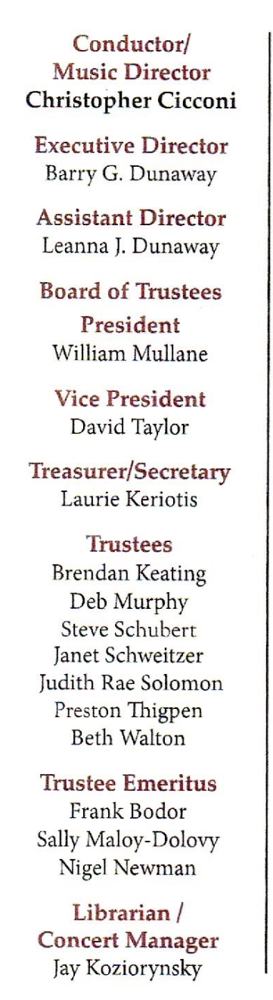 Conductor/
Music Director
Christopher Cicconi
Executive Director
Barry G. Dunaway
Assistant Director
Leanna J. Dunaway
Board of Trustees
President
William Mullane
Vice President
David Taylor
Treasurer/Secretary
Laurie Keriotis
Trustees
Brendan Keating
Deb Murphy
Steve Schubert
Janet Schweitzer
Judith Rae Solomon
Preston Thigpen
Beth Walton
Trustee Emeritus
Frank Bodor
Sally Maloy-Dolovy
Nigel Newman
Librarian /
Concert Manager
Jay Koziorynsky